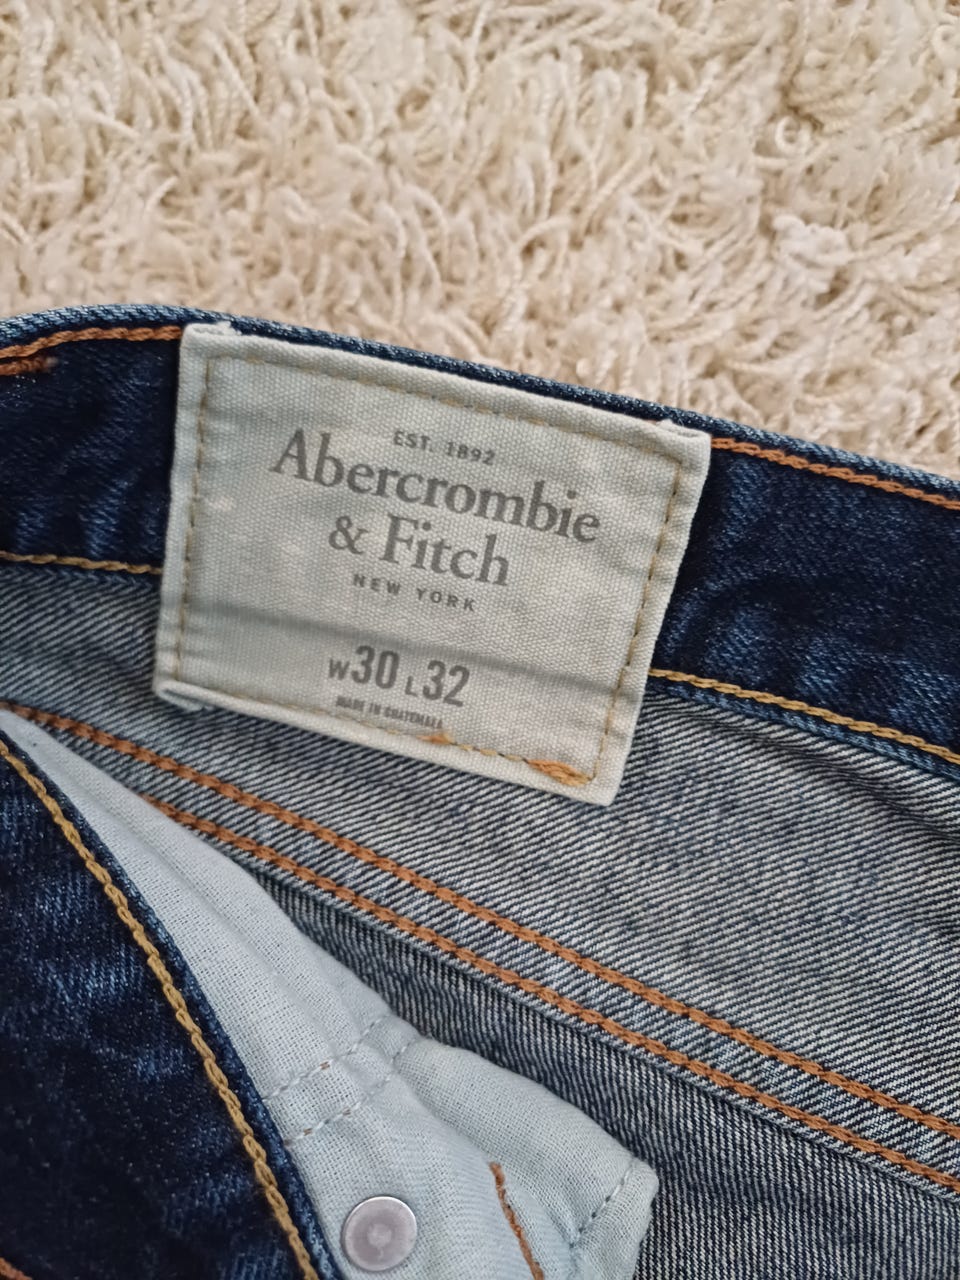 EST. 1892
Abercrombie
& Fitch
NEW YORK
W30 L32
MADE IN GUATEMALA